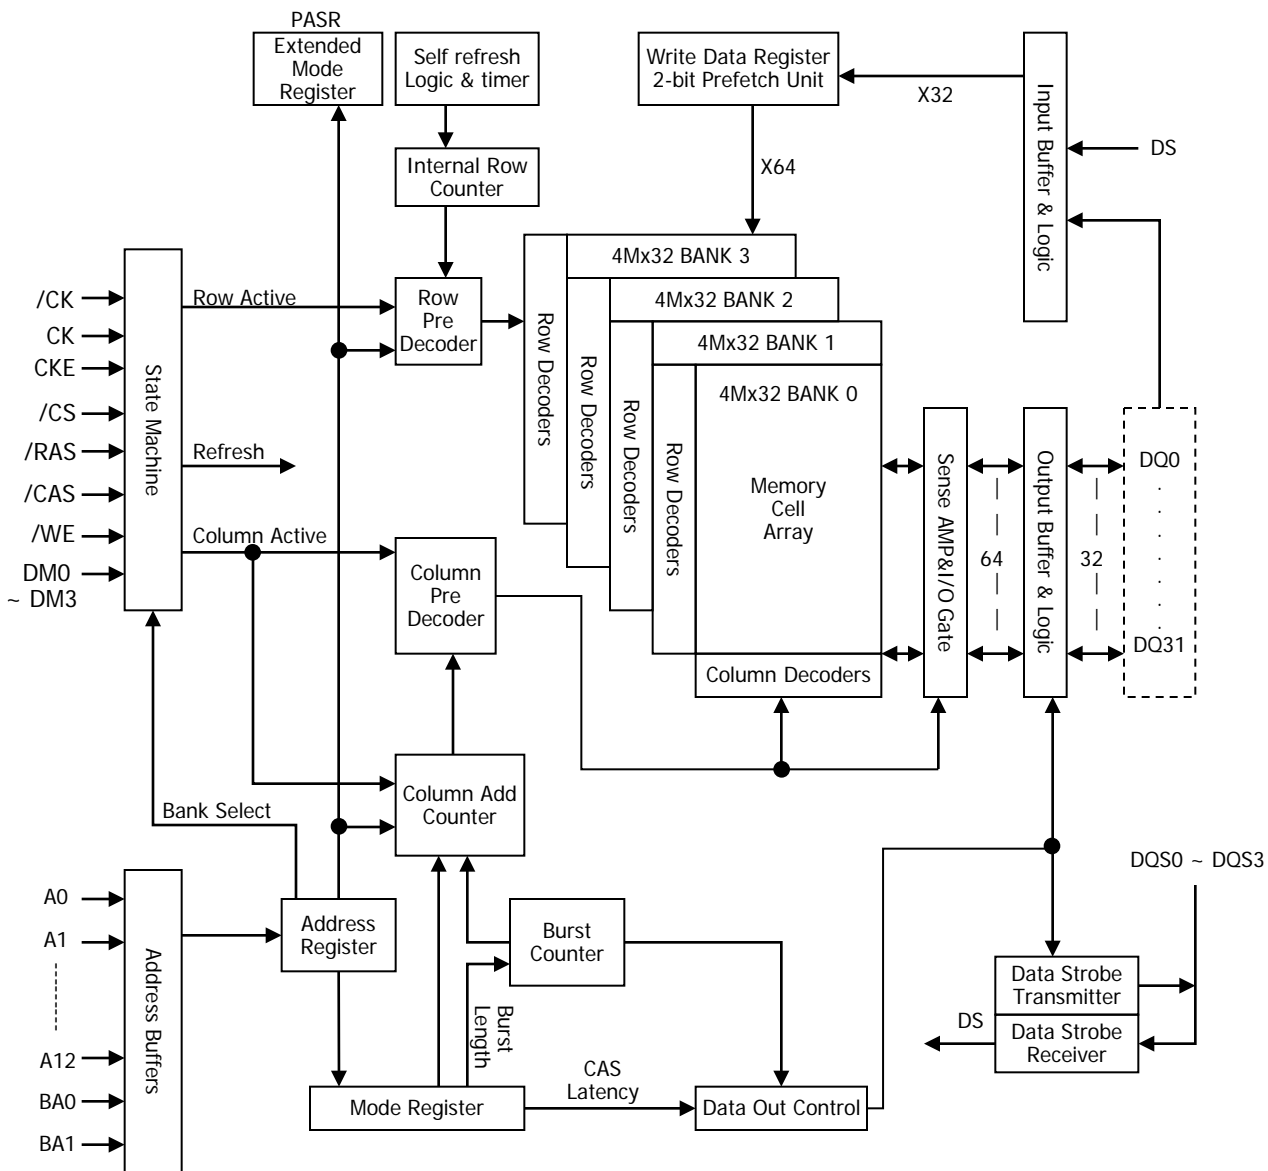 PASR
Extended
Mode
Register
Self refresh
Logic & timer
Write Data Register
2-bit Prefetch Unit
X32
Input Buffer & Logic
DS
Internal Row
Counter
X64
4Mx32 BANK 3
4Mx32 BANK 2
4Mx32 BANK 1
4Mx32 BANK 0
Row Decoders
Row Decoders
Row Decoders
Row Decoders
Memory
Cell
Array
Column Decoders
Row
Pre
Decoder
Row Active
/CK
CK
CKE
/CS
/RAS
/CAS
/WE
DM0
~ DM3
State Machine
Refresh
Column Active
Column
Pre
Decoder
Sense AMP&I/O Gate
64
Output Buffer & Logic
32
DQ0
.
.
.
.
.
.
.
DQ31
Column Add
Counter
Bank Select
DQS0 ~ DQS3
A0
A1
A12
BA0
BA1
Address Buffers
Address
Register
Burst
Counter
Burst
Length
Data Strobe
Transmitter
Data Strobe
Receiver
DS
CAS
Latency
Mode Register
Data Out Control